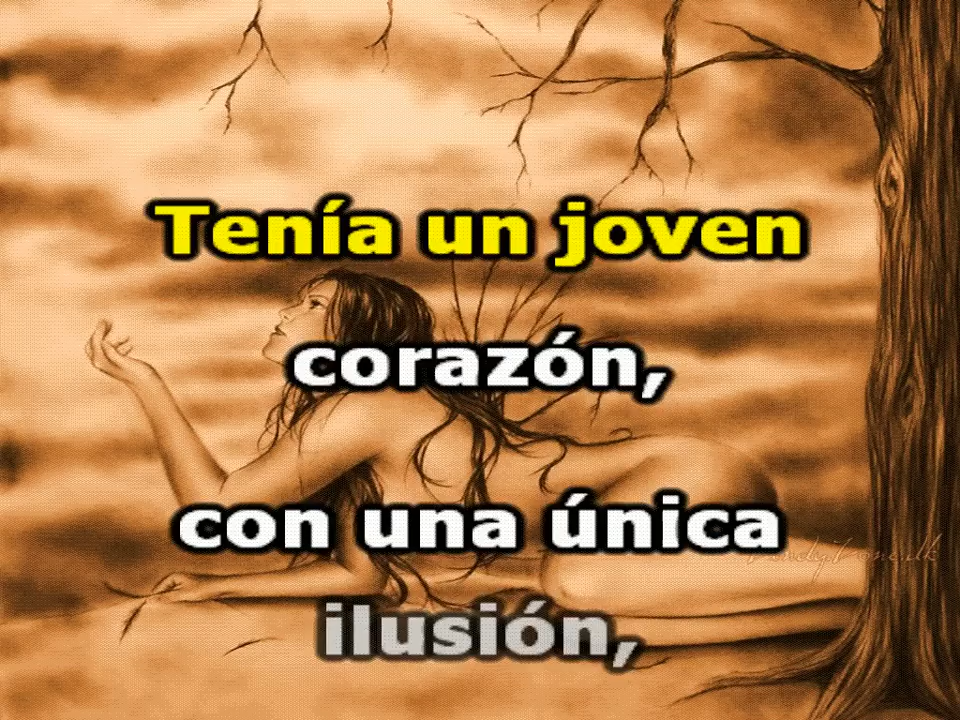 Tenía un joven
corazón,
con una única
ilusión,